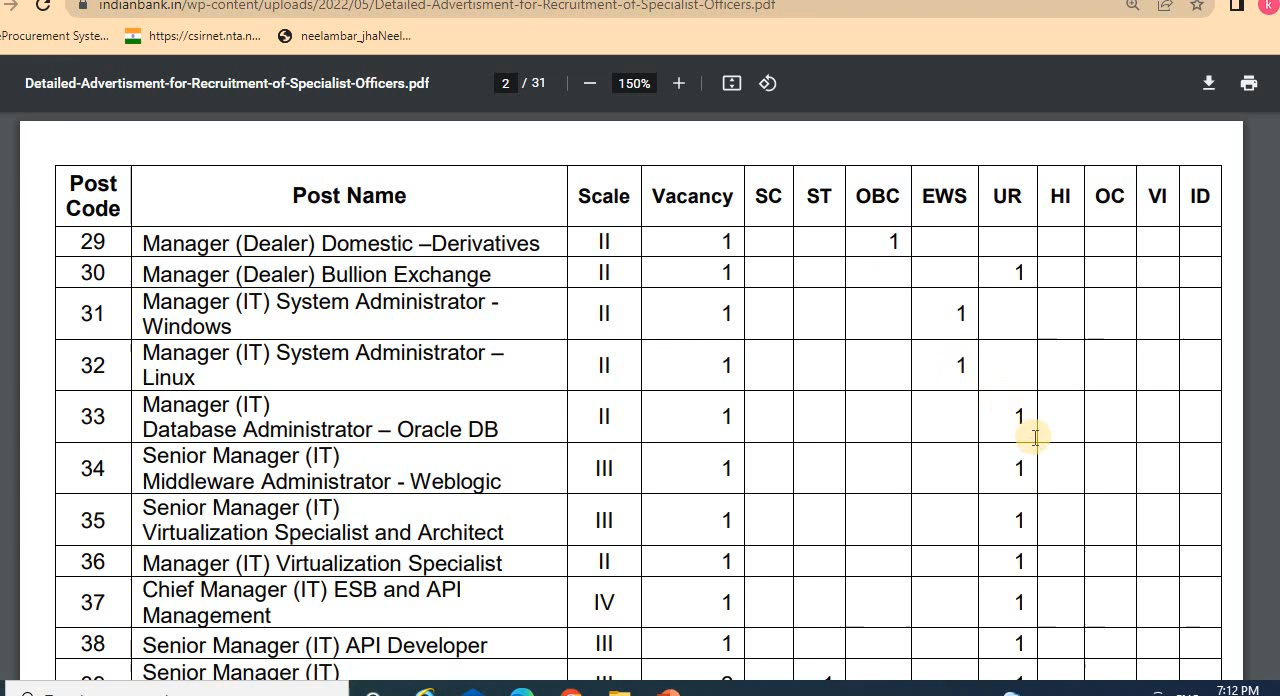 indianbank.in/wp-content/uploads/2022/05/Detailed-Advertisment-for-Recruitment-of-Specialist-Officers.pdf
eProcurement Syste... https://csirnet.nta.n... neelambar_jhaNeel...
Detailed-Advertisment-for-Recruitment-of-Specialist-Officers.pdf 2 / 31 150%
Post Code Post Name Scale Vacancy SC ST OBC EWS UR HI OC VI ID
29 Manager (Dealer) Domestic –Derivatives II 1 1
30 Manager (Dealer) Bullion Exchange II 1 1
31 Manager (IT) System Administrator -
Windows II 1 1
32 Manager (IT) System Administrator –
Linux II 1 1
33 Manager (IT)
Database Administrator – Oracle DB II 1 1
34 Senior Manager (IT)
Middleware Administrator - Weblogic III 1 1
35 Senior Manager (IT)
Virtualization Specialist and Architect III 1 1
36 Manager (IT) Virtualization Specialist II 1 1
37 Chief Manager (IT) ESB and API
Management IV 1 1
38 Senior Manager (IT) API Developer III 1 1
Senior Manager (IT)
7:12 PM